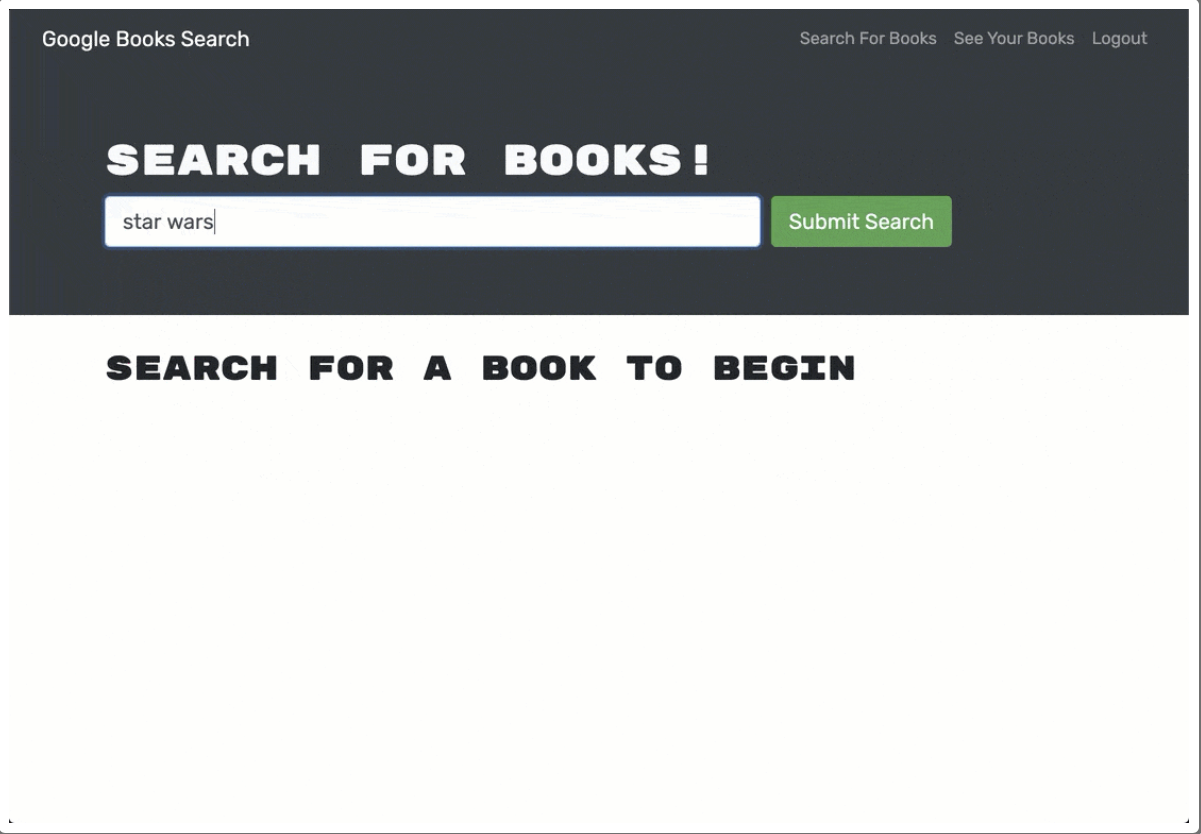 Google Books Search
Search For Books See Your Books Logout
SEARCH FOR BOOKS!
star wars
Submit Search
SEARCH FOR A BOOK TO BEGIN